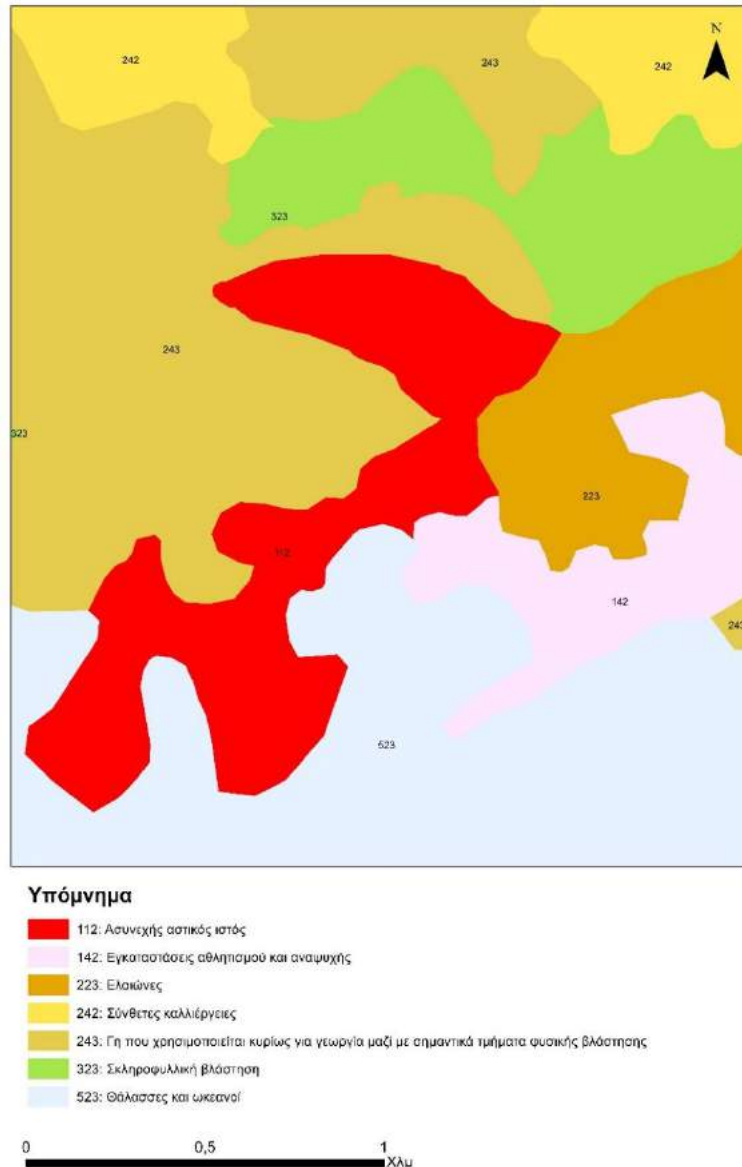 N
242
243
242
323
243
323
223
112
142
243
523
Υπόμνημα
112: Ασυνεχής αστικός ιστός
142: Εγκαταστάσεις αθλητισμού και αναψυχής
223: Ελαιώνες
242: Σύνθετες καλλιέργειες
243: Γη που χρησιμοποιείται κυρίως για γεωργία μαζί με σημαντικά τμήματα φυσικής βλάστησης
323: Σκληροφυλλική βλάστηση
523: Θάλασσες και ωκεανοί
0 0,5 1
Χλμ